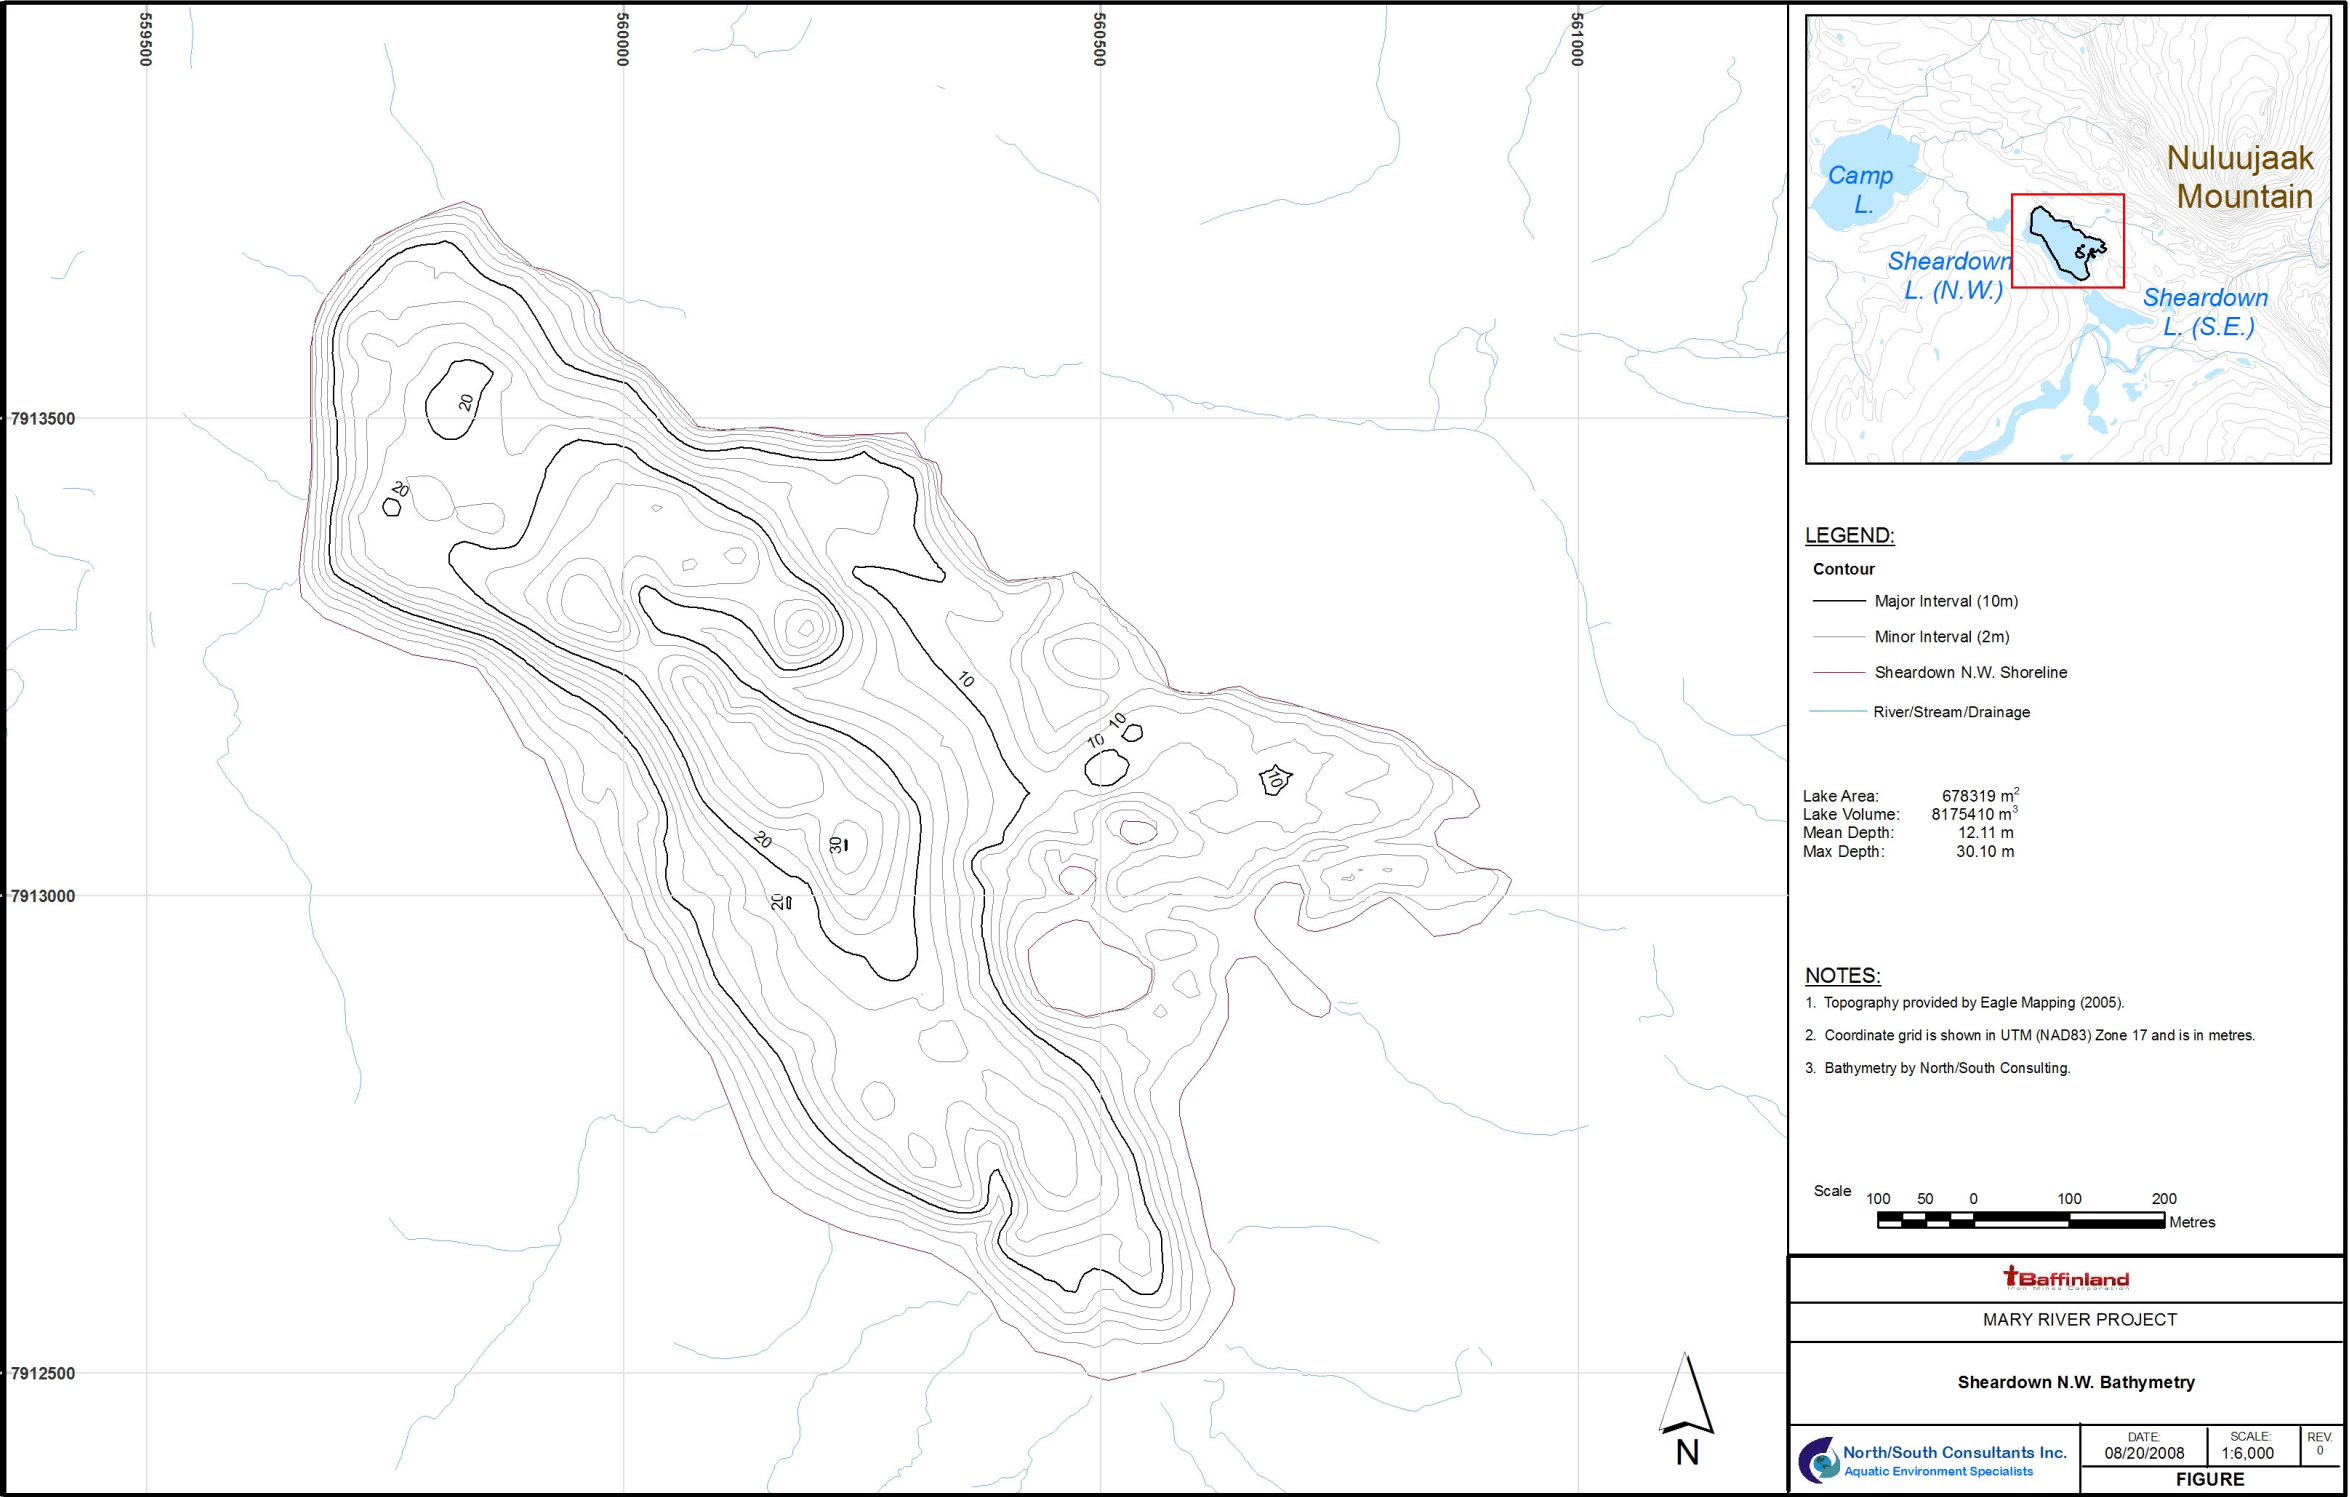 559500
560000
560500
561000
7913500
7913000
7912500
20
20
10
10
10
10
20
30
20
N
Camp
L.
Nuluujaak
Mountain
Sheardown
L. (N.W.)
Sheardown
L. (S.E.)
LEGEND:
Contour
Major Interval (10m)
Minor Interval (2m)
Sheardown N.W. Shoreline
River/Stream/Drainage
Lake Area: 678319 m²
Lake Volume: 8175410 m³
Mean Depth: 12.11 m
Max Depth: 30.10 m
NOTES:
1. Topography provided by Eagle Mapping (2005).
2. Coordinate grid is shown in UTM (NAD83) Zone 17 and is in metres.
3. Bathymetry by North/South Consulting.
Scale 100 50 0 100 200
Metres
Baffinland
Iron Mines Corporation
MARY RIVER PROJECT
Sheardown N.W. Bathymetry
North/South Consultants Inc.
Aquatic Environment Specialists
DATE:
08/20/2008
SCALE:
1:6,000
REV.
0
FIGURE